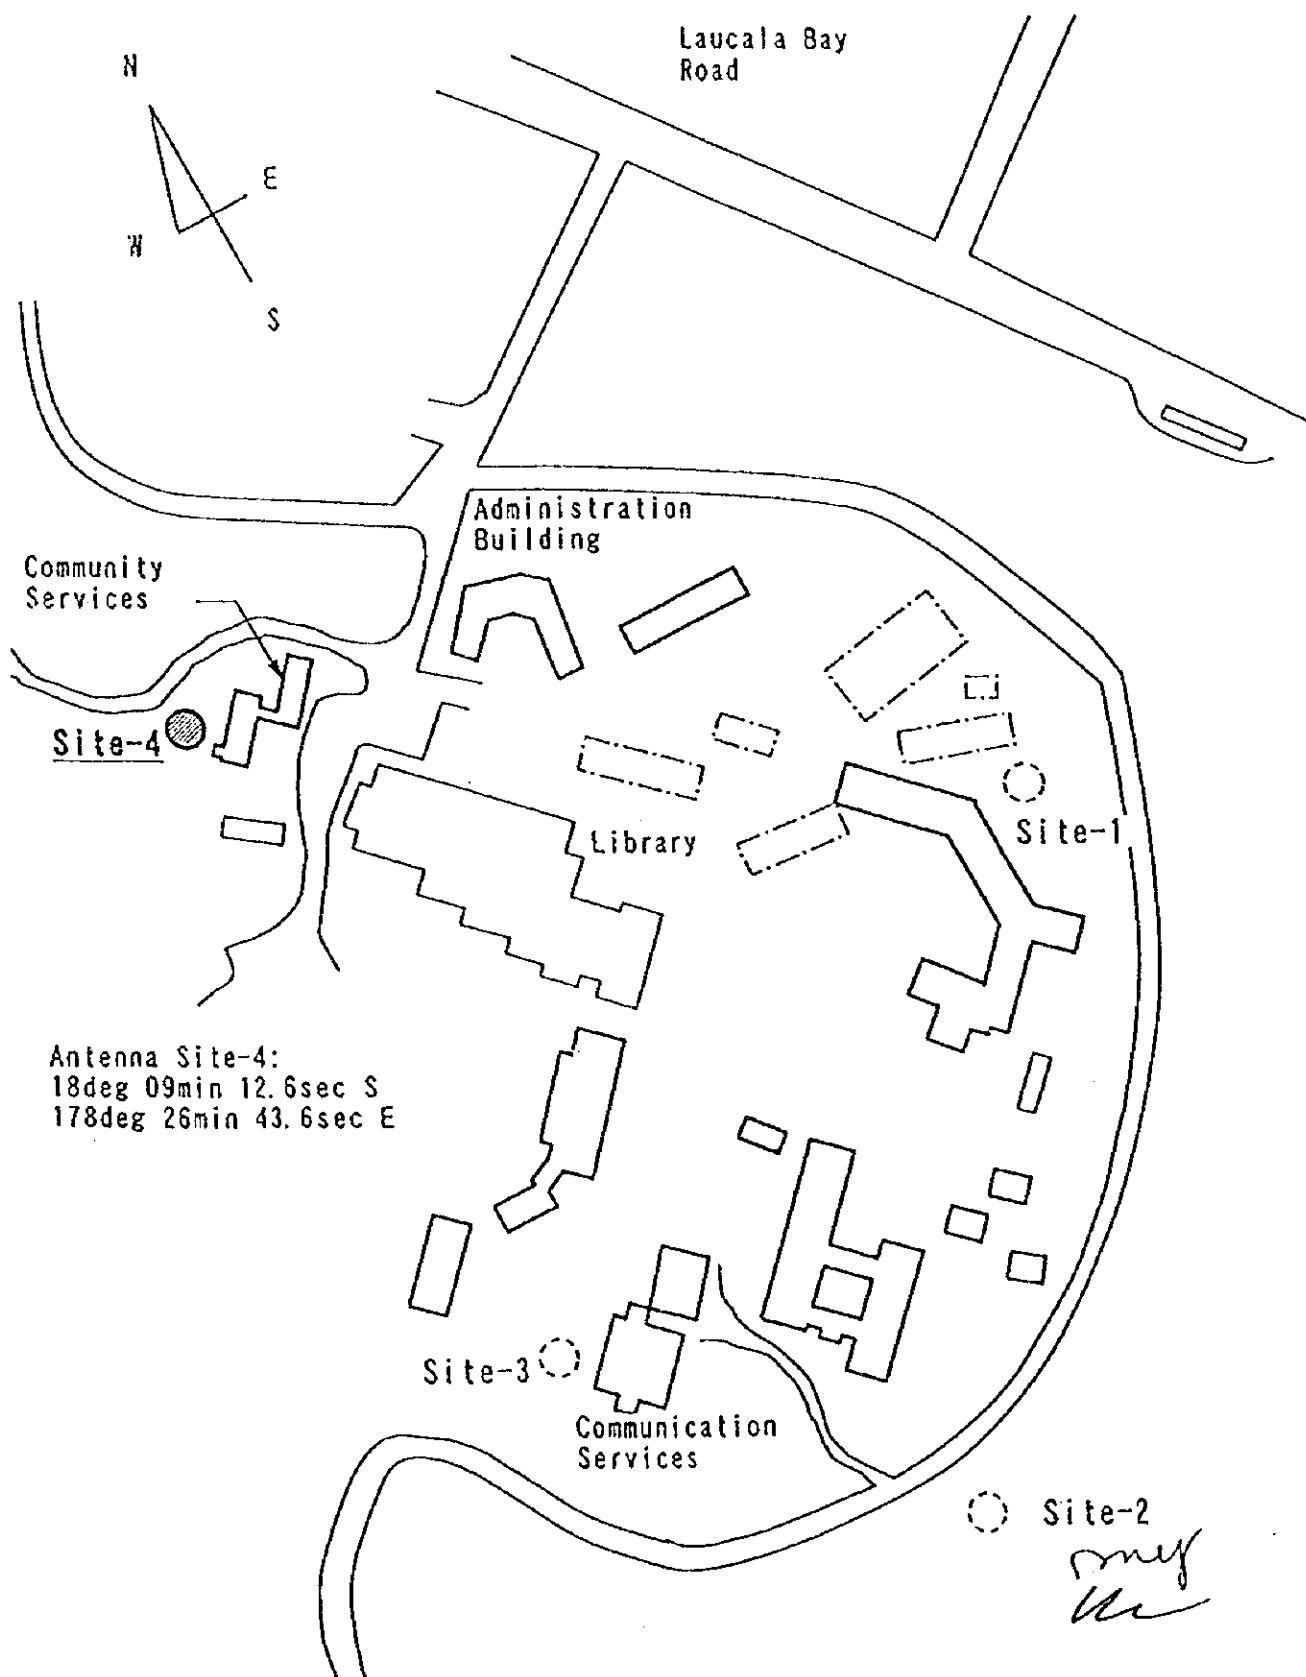 Laucala Bay
Road
N
E
W
S
Administration
Building
Community
Services
Site-4
Library
Site-1
Antenna Site-4:
18deg 09min 12.6sec S
178deg 26min 43.6sec E
Site-3
Communication
Services
Site-2